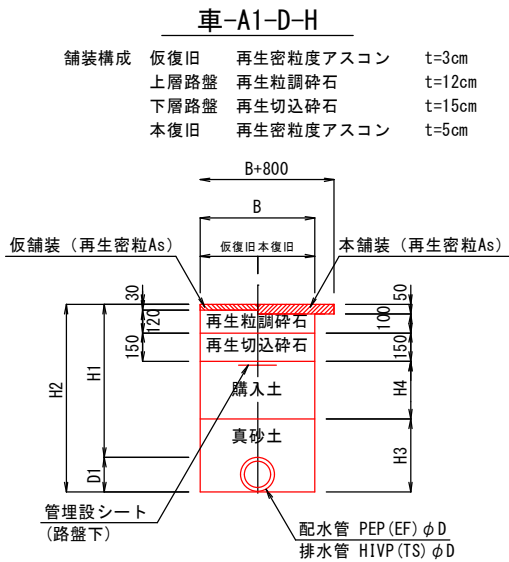 車-A1-D-H
舗装構成 仮復旧 再生密粒度アスコン t=3cm
上層路盤 再生粒調砕石 t=12cm
下層路盤 再生切込砕石 t=15cm
本復旧 再生密粒度アスコン t=5cm
B+800
B
仮舗装 (再生密粒As)
仮復旧 本復旧
本舗装 (再生密粒As)
30
120
150
H2
H1
D1
再生粒調砕石
再生切込砕石
購入土
真砂土
50
100
150
H4
H3
管埋設シート
(路盤下)
配水管 PEP(EF)φD
排水管 HIVP(TS)φD